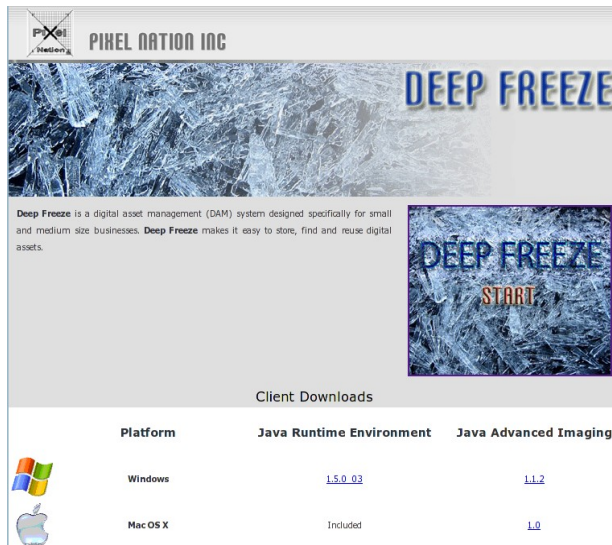 Pixel
Nation
PIXEL NATION INC
DEEP FREEZE
Deep Freeze is a digital asset management (DAM) system designed specifically for small
and medium size businesses. Deep Freeze makes it easy to store, find and reuse digital
assets.
DEEP FREEZE
START
Client Downloads
Platform Java Runtime Environment Java Advanced Imaging
Windows 1.5.0_03 1.1.2
Mac OS X Included 1.0